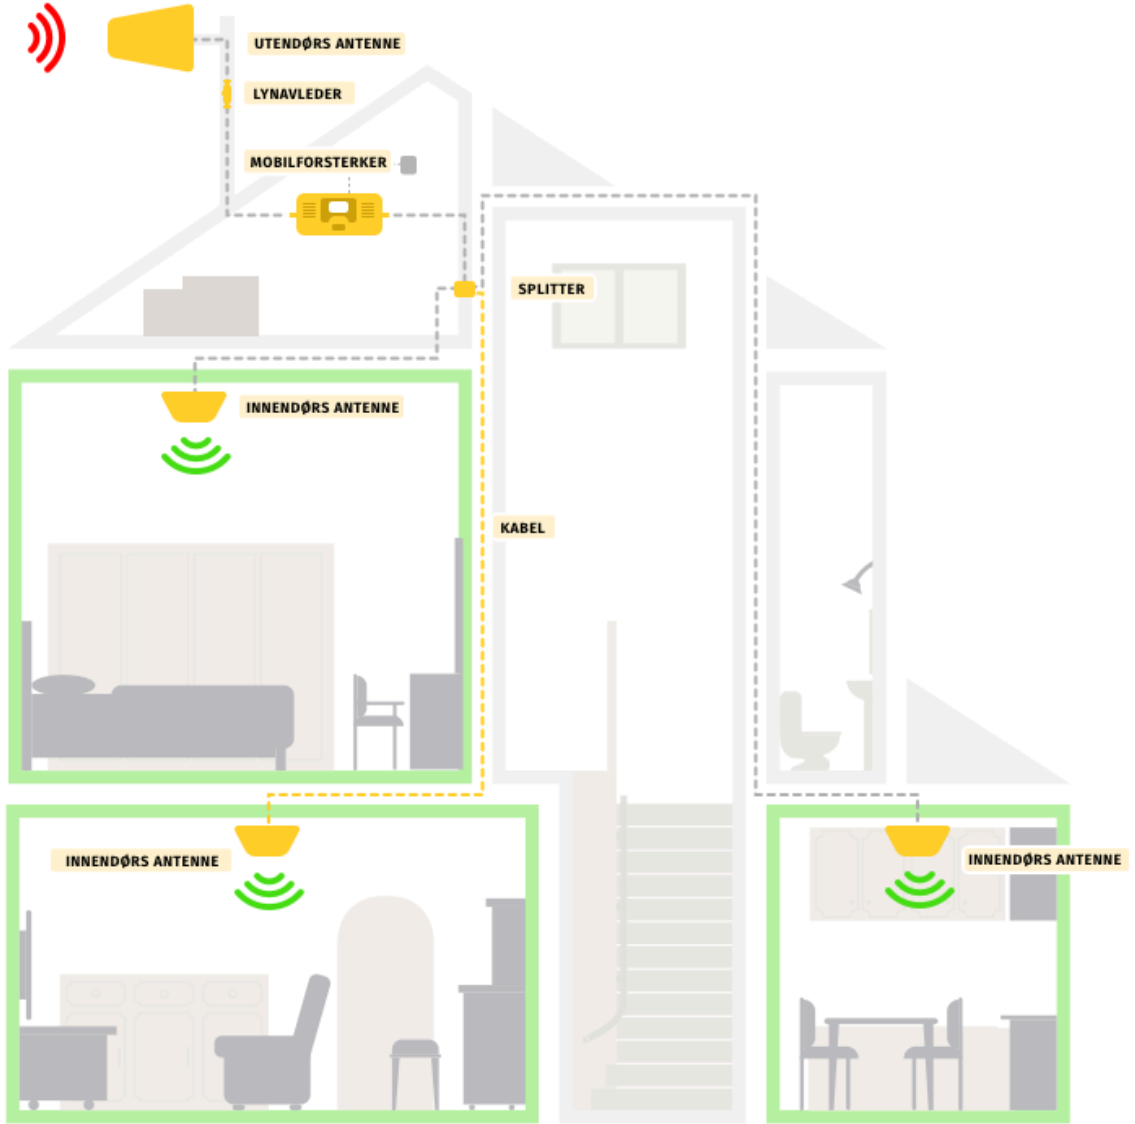 UTENDØRS ANTENNE
LYNAVLEDER
MOBILFORSTERKER
SPLITTER
INNENDØRS ANTENNE
KABEL
INNENDØRS ANTENNE
INNENDØRS ANTENNE